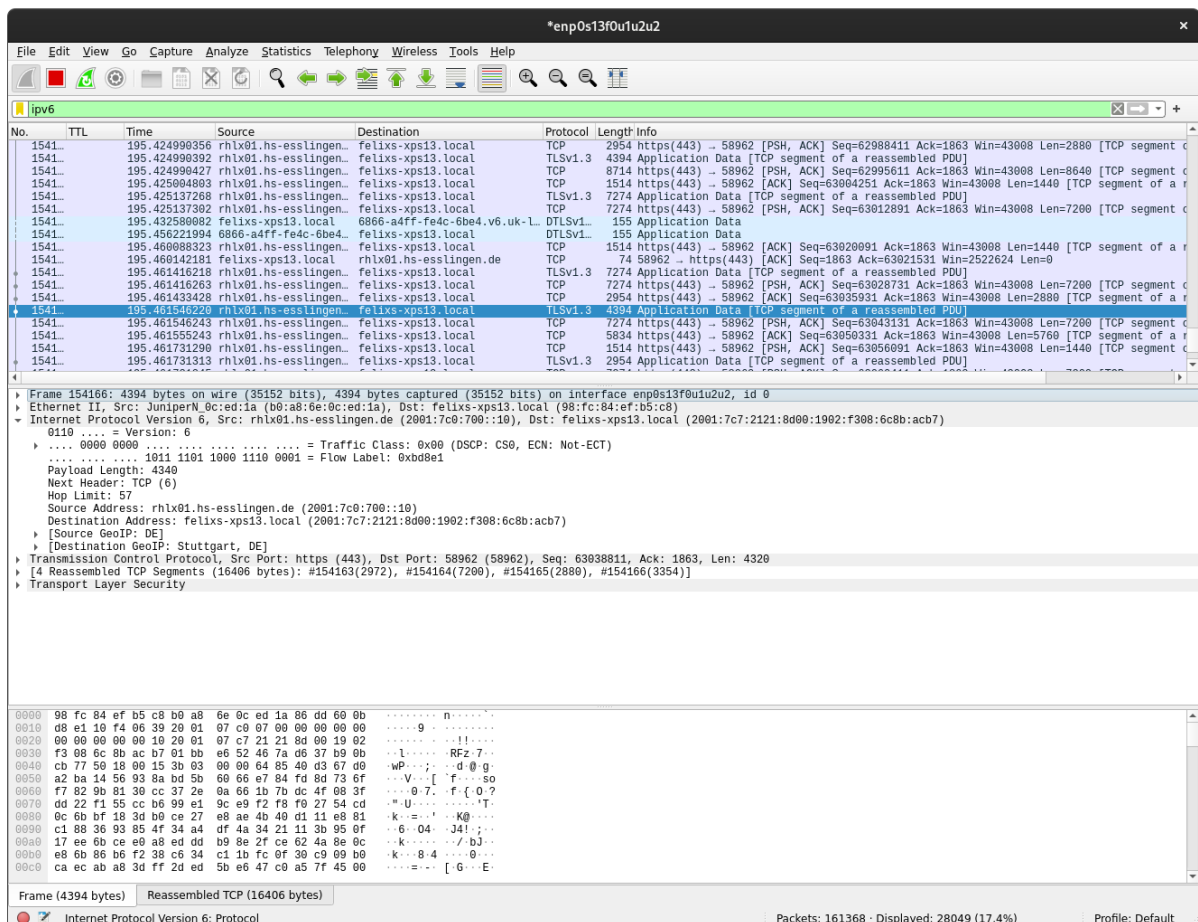 *enp0s13f0u1u2u2
File Edit View Go Capture Analyze Statistics Telephony Wireless Tools Help
ipv6
No. TTL Time Source Destination Protocol Length Info
1541… 195.424990356 rhlx01.hs-esslingen… felixs-xps13.local TCP 2954 https(443) → 58962 [PSH, ACK] Seq=62988411 Ack=1863 Win=43008 Len=2880 [TCP segment
1541… 195.424990392 rhlx01.hs-esslingen… felixs-xps13.local TLSv1.3 4394 Application Data [TCP segment of a reassembled PDU]
1541… 195.424990427 rhlx01.hs-esslingen… felixs-xps13.local TCP 8714 https(443) → 58962 [PSH, ACK] Seq=62995611 Ack=1863 Win=43008 Len=8640 [TCP segment
1541… 195.425004803 rhlx01.hs-esslingen… felixs-xps13.local TCP 1514 https(443) → 58962 [ACK] Seq=63004251 Ack=1863 Win=43008 Len=1440 [TCP segment of a
1541… 195.425137268 rhlx01.hs-esslingen… felixs-xps13.local TLSv1.3 7274 Application Data [TCP segment of a reassembled PDU]
1541… 195.425137302 rhlx01.hs-esslingen… felixs-xps13.local TCP 7274 https(443) → 58962 [PSH, ACK] Seq=63012891 Ack=1863 Win=43008 Len=7200 [TCP segment
1541… 195.432580082 felixs-xps13.local 6866-a4ff-fe4c-6be4.v6.uk-l… DTLSv1… 155 Application Data
1541… 195.456221994 6866-a4ff-fe4c-6be4… felixs-xps13.local DTLSv1… 155 Application Data
1541… 195.460088323 rhlx01.hs-esslingen… felixs-xps13.local TCP 1514 https(443) → 58962 [ACK] Seq=63020091 Ack=1863 Win=43008 Len=1440 [TCP segment of a
1541… 195.460142181 felixs-xps13.local rhlx01.hs-esslingen.de TCP 74 58962 → https(443) [ACK] Seq=1863 Ack=63021531 Win=2522624 Len=0
1541… 195.461416218 rhlx01.hs-esslingen… felixs-xps13.local TLSv1.3 7274 Application Data [TCP segment of a reassembled PDU]
1541… 195.461416263 rhlx01.hs-esslingen… felixs-xps13.local TCP 7274 https(443) → 58962 [PSH, ACK] Seq=63028731 Ack=1863 Win=43008 Len=7200 [TCP segment
1541… 195.461433428 rhlx01.hs-esslingen… felixs-xps13.local TCP 2954 https(443) → 58962 [ACK] Seq=63035931 Ack=1863 Win=43008 Len=2880 [TCP segment of a
1541… 195.461546220 rhlx01.hs-esslingen… felixs-xps13.local TLSv1.3 4394 Application Data [TCP segment of a reassembled PDU]
1541… 195.461546243 rhlx01.hs-esslingen… felixs-xps13.local TCP 7274 https(443) → 58962 [PSH, ACK] Seq=63043131 Ack=1863 Win=43008 Len=7200 [TCP segment
1541… 195.461555243 rhlx01.hs-esslingen… felixs-xps13.local TCP 5834 https(443) → 58962 [ACK] Seq=63050331 Ack=1863 Win=43008 Len=5760 [TCP segment of a
1541… 195.461731290 rhlx01.hs-esslingen… felixs-xps13.local TCP 1514 https(443) → 58962 [PSH, ACK] Seq=63056091 Ack=1863 Win=43008 Len=1440 [TCP segment
1541… 195.461731313 rhlx01.hs-esslingen… felixs-xps13.local TLSv1.3 2954 Application Data [TCP segment of a reassembled PDU]
Frame 154166: 4394 bytes on wire (35152 bits), 4394 bytes captured (35152 bits) on interface enp0s13f0u1u2u2, id 0
Ethernet II, Src: JuniperN_0c:ed:1a (b0:a8:6e:0c:ed:1a), Dst: felixs-xps13.local (98:fc:84:ef:b5:c8)
Internet Protocol Version 6, Src: rhlx01.hs-esslingen.de (2001:7c0:700::10), Dst: felixs-xps13.local (2001:7c7:2121:8d00:1902:f308:6c8b:acb7)
0110 .... = Version: 6
.... 0000 0000 .... .... .... .... .... = Traffic Class: 0x00 (DSCP: CS0, ECN: Not-ECT)
.... .... .... 1011 1101 1000 1110 0001 = Flow Label: 0xbd8e1
Payload Length: 4340
Next Header: TCP (6)
Hop Limit: 57
Source Address: rhlx01.hs-esslingen.de (2001:7c0:700::10)
Destination Address: felixs-xps13.local (2001:7c7:2121:8d00:1902:f308:6c8b:acb7)
[Source GeoIP: DE]
[Destination GeoIP: Stuttgart, DE]
Transmission Control Protocol, Src Port: https (443), Dst Port: 58962 (58962), Seq: 63038811, Ack: 1863, Len: 4320
[4 Reassembled TCP Segments (16406 bytes): #154163(2972), #154164(7200), #154165(2880), #154166(3354)]
Transport Layer Security
0000 98 fc 84 ef b5 c8 b0 a8 6e 0c ed 1a 86 dd 60 0b ········ n·····`·
0010 d8 e1 10 f4 06 39 20 01 07 c0 07 00 00 00 00 00 ·····9 · ········
0020 00 00 00 00 00 10 20 01 07 c7 21 21 8d 00 19 02 ······ · ··!!····
0030 f3 08 6c 8b ac b7 01 bb e6 52 46 7a d6 37 b9 0b ··l····· ·RFz·7··
0040 cb 77 50 18 00 15 3b 03 00 00 64 85 40 d3 67 d0 ·wP···;· ··d·@·g·
0050 a2 ba 14 56 93 8a bd 5b 60 66 e7 84 fd 8d 73 6f ···V···[ `f····so
0060 f7 82 9b 81 30 cc 37 2e 0a 66 1b 7b dc 4f 08 3f ····0·7. ·f·{·O·?
0070 dd 22 f1 55 cc b6 99 e1 9c e9 f2 f8 f0 27 54 cd ·"·U···· ·····'T·
0080 0c 6b bf 18 3d b0 ce 27 e8 ae 4b 40 d1 11 e8 81 ·k··=··' ··K@····
0090 c1 88 36 93 85 4f 34 a4 df 4a 34 21 11 3b 95 0f ··6··O4· ·J4!·;··
00a0 17 ee 6b ce e0 a8 ed dd b9 8e 2f ce 62 4a 8e 0c ··k····· ··/·bJ··
00b0 e8 6b 86 b6 f2 38 c6 34 c1 1b fc 0f 30 c9 09 b0 ·k···8·4 ····0···
00c0 ca ec ab a8 3d ff 2d ed 5b e6 47 c0 a5 7f 45 00 ····=·-· [·G···E·
Frame (4394 bytes) Reassembled TCP (16406 bytes)
Internet Protocol Version 6: Protocol Packets: 161368 · Displayed: 28049 (17.4%) Profile: Default